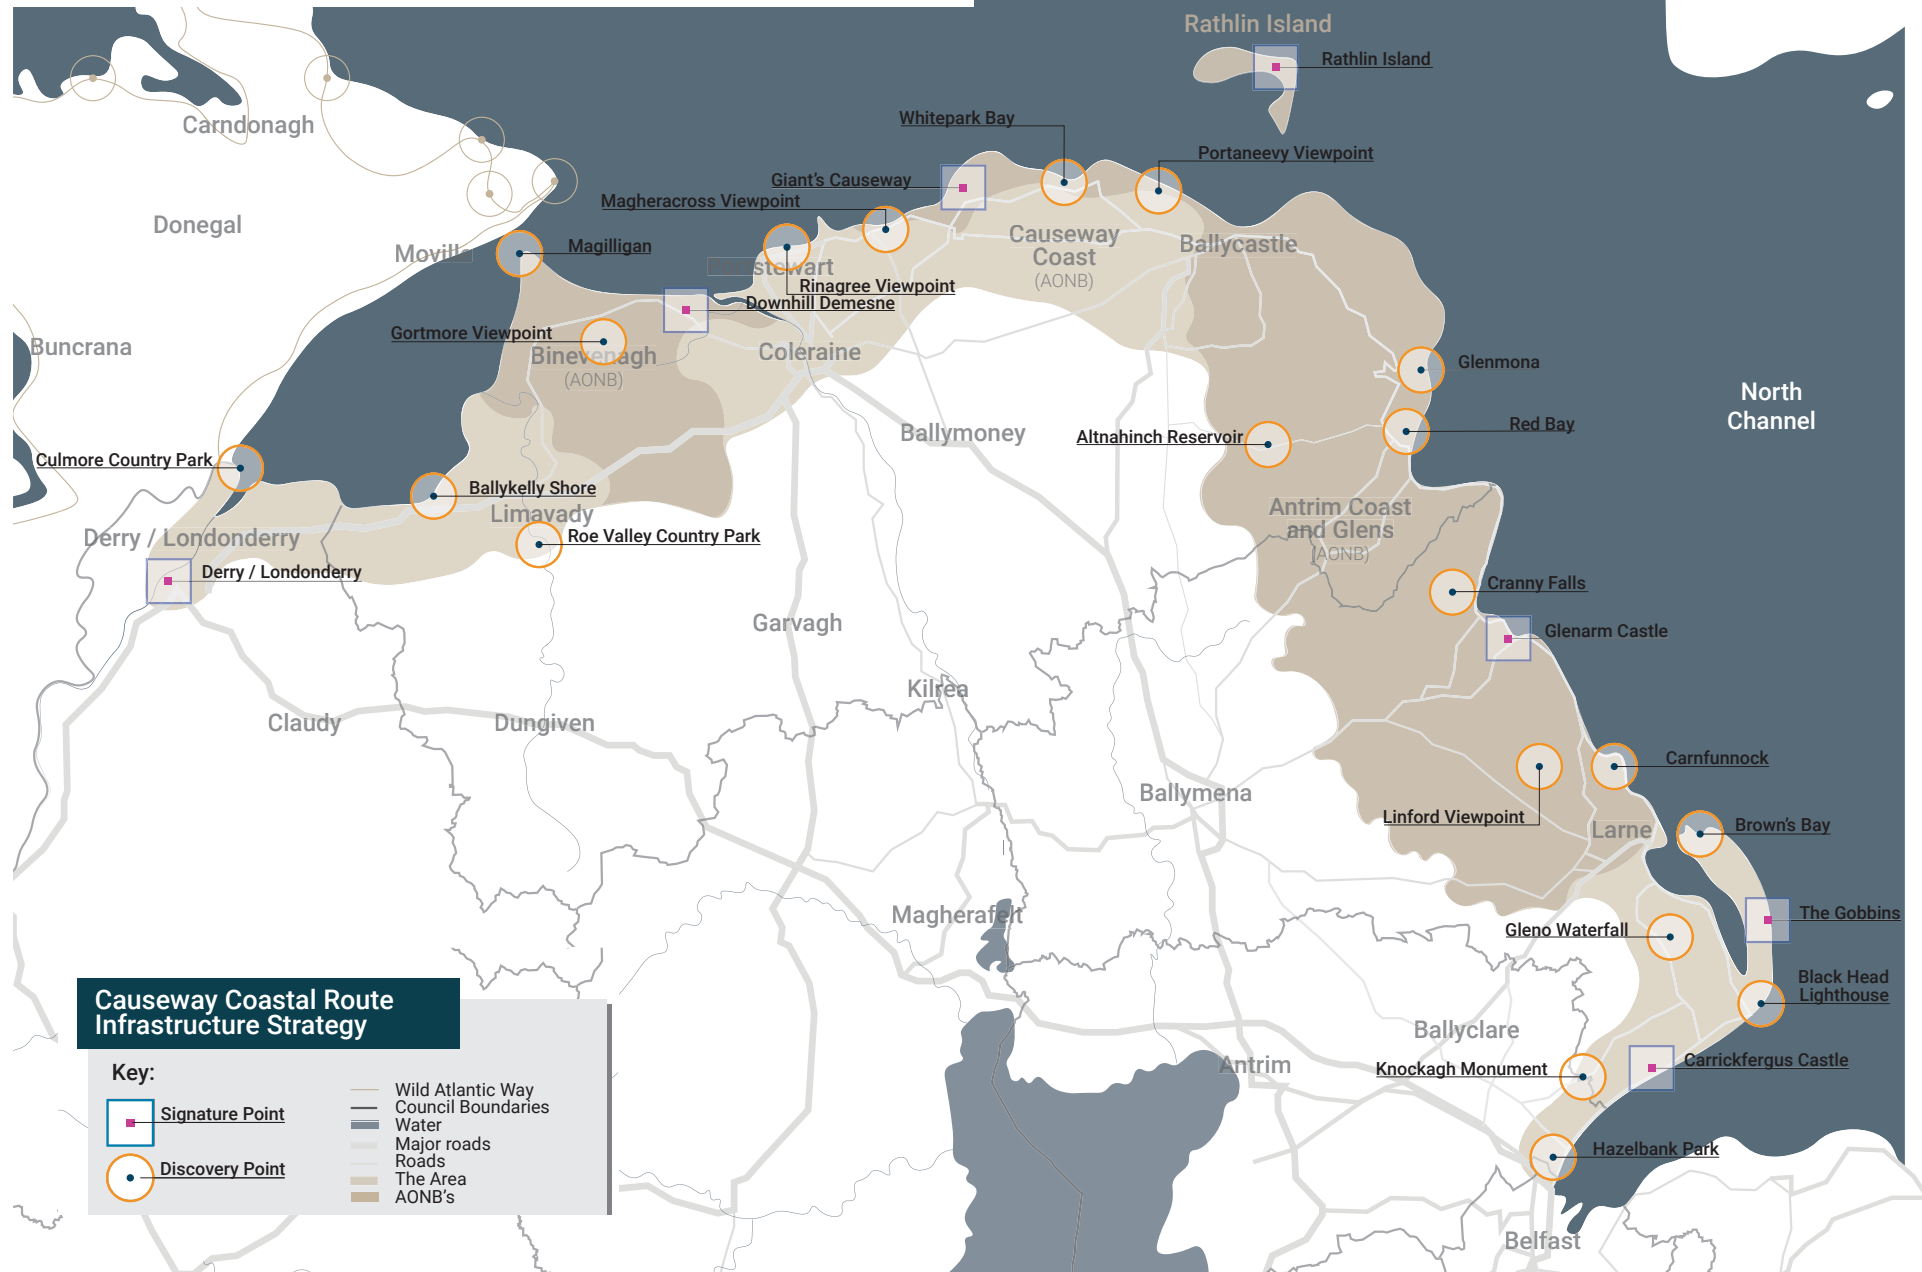 Rathlin Island
Rathlin Island
Whitepark Bay
Carndonagh
Portaneevy Viewpoint
Giant's Causeway
Magheracross Viewpoint
Donegal
Causeway
Coast
(AONB)
Ballycastle
Moville
Magilligan
stewart
Rinagree Viewpoint
Downhill Demesne
Gortmore Viewpoint
Buncrana
Binevenagh
(AONB)
Coleraine
Glenmona
North
Channel
Red Bay
Ballymoney
Altnahinch Reservoir
Culmore Country Park
Ballykelly Shore
Limavady
Antrim Coast
and Glens
(AONB)
Derry / Londonderry
Roe Valley Country Park
Derry / Londonderry
Cranny Falls
Garvagh
Glenarm Castle
Kilrea
Claudy
Dungiven
Carnfunnock
Ballymena
Linford Viewpoint
Larne
Brown's Bay
Magherafelt
The Gobbins
Gleno Waterfall
Black Head
Lighthouse
Causeway Coastal Route
Infrastructure Strategy
Ballyclare
Antrim
Knockagh Monument
Carrickfergus Castle
Key:
Signature Point
Discovery Point
Wild Atlantic Way
Council Boundaries
Water
Major roads
Roads
The Area
AONB's
Hazelbank Park
Belfast